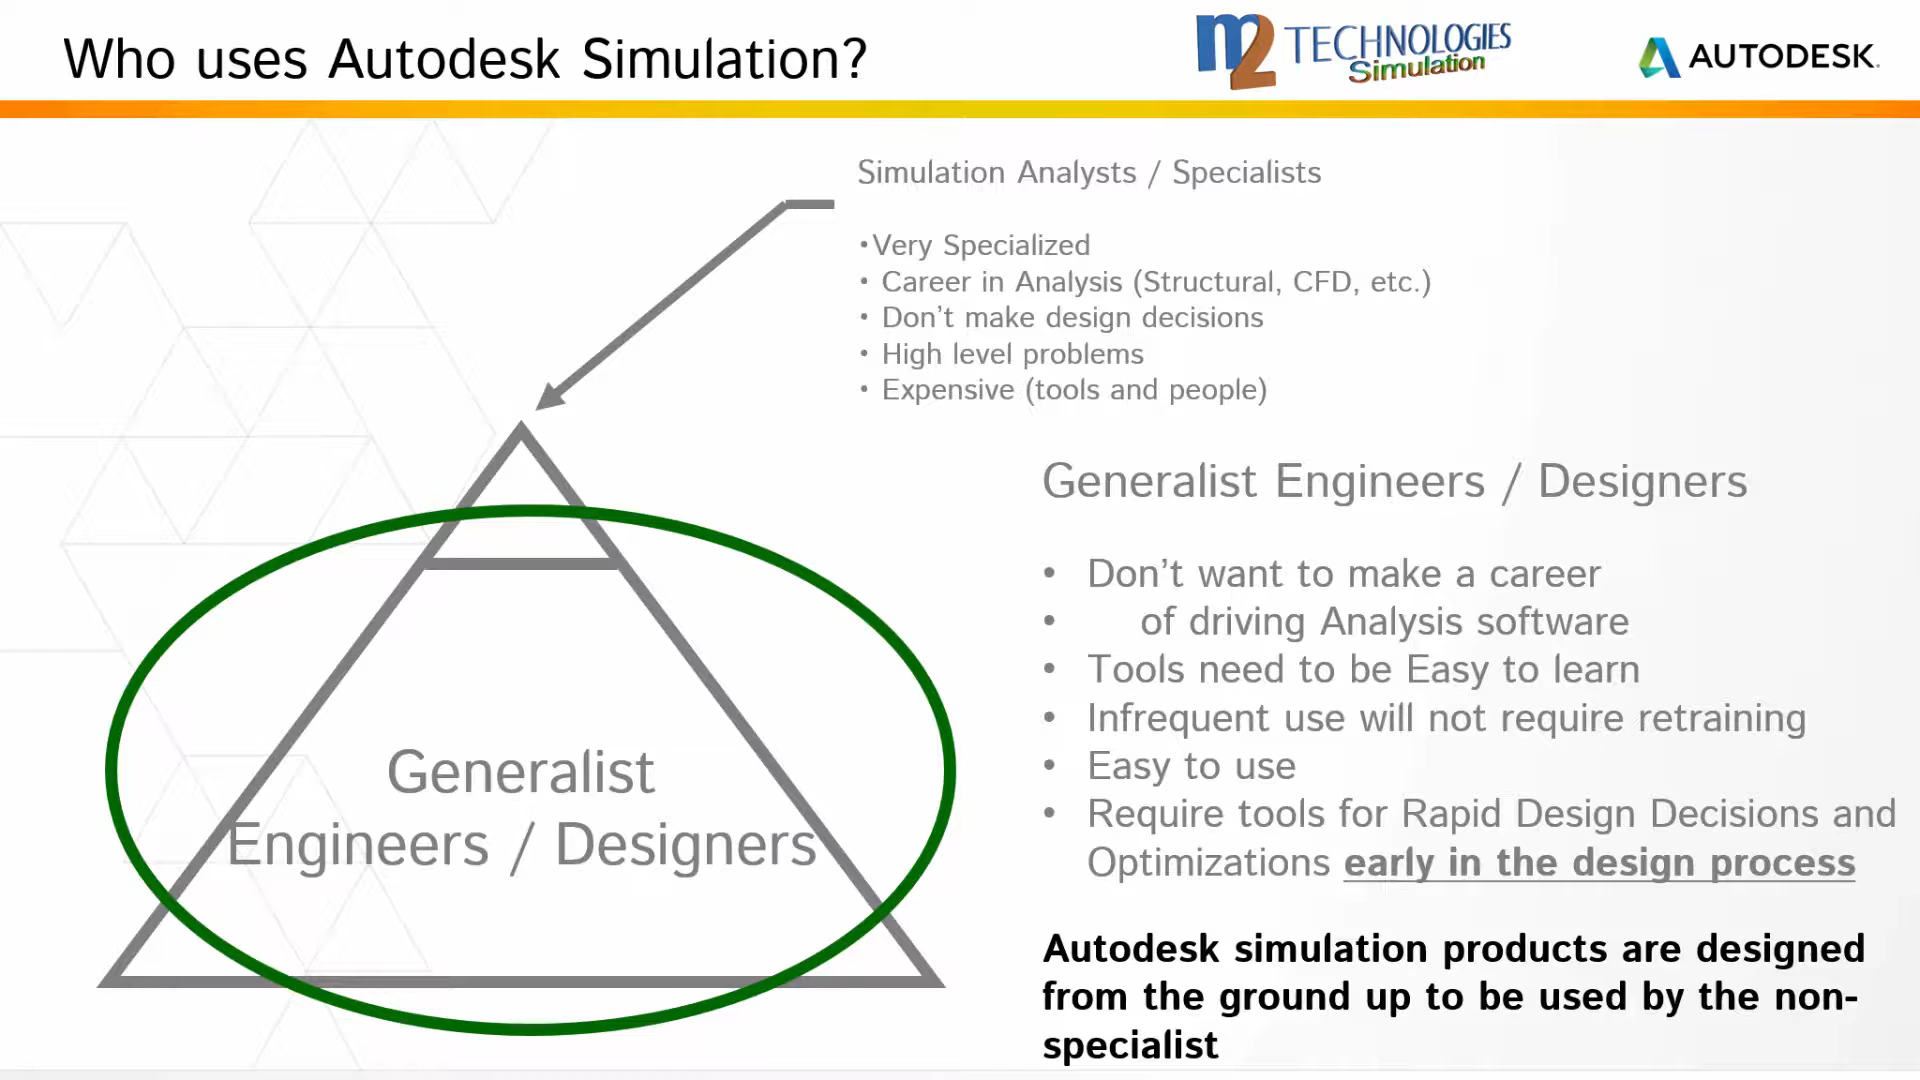 Who uses Autodesk Simulation?
m2 TECHNOLOGIES
Simulation
AUTODESK.
Simulation Analysts / Specialists
•Very Specialized
• Career in Analysis (Structural, CFD, etc.)
• Don’t make design decisions
• High level problems
• Expensive (tools and people)
Generalist
Engineers / Designers
Generalist Engineers / Designers
• Don’t want to make a career
• of driving Analysis software
• Tools need to be Easy to learn
• Infrequent use will not require retraining
• Easy to use
• Require tools for Rapid Design Decisions and
Optimizations early in the design process
Autodesk simulation products are designed
from the ground up to be used by the non-
specialist